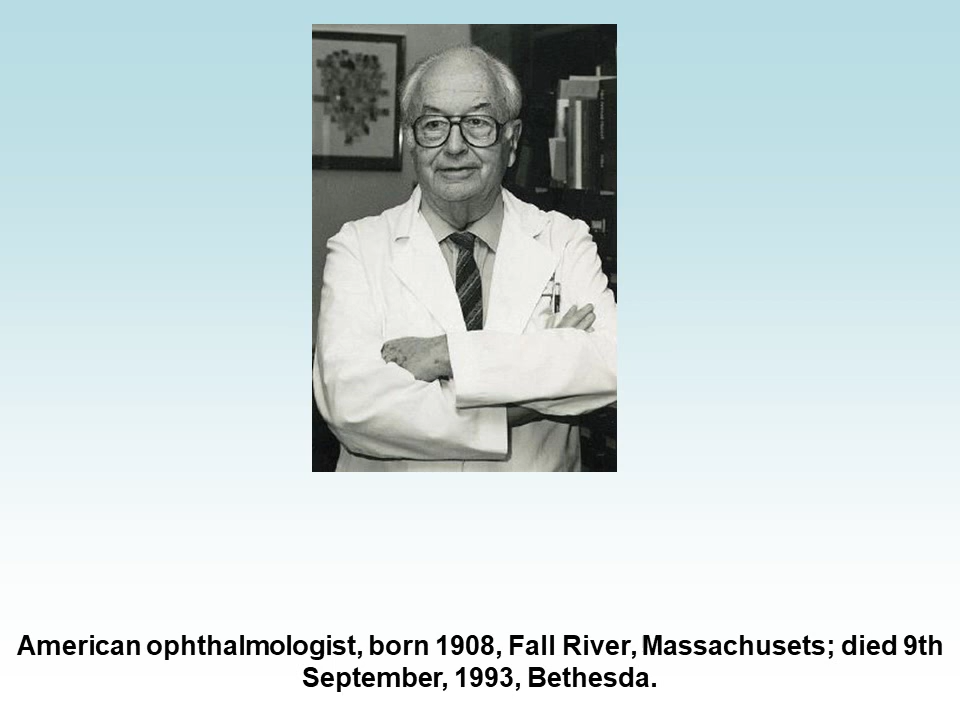 American ophthalmologist, born 1908, Fall River, Massachusets; died 9th
September, 1993, Bethesda.